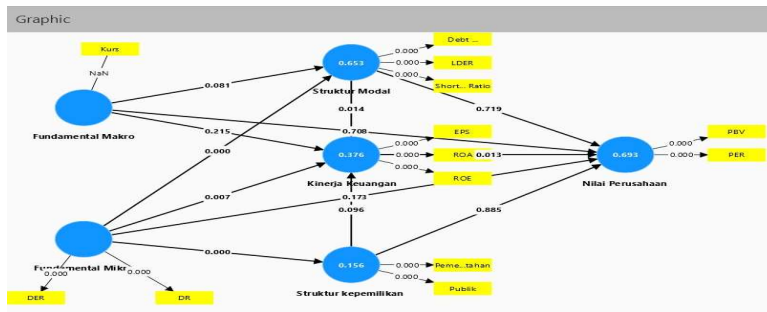 Graphic
Kurs
NaN
Fundamental Makro
0.081
0.215
0.000
0.708
0.653
Struktur Modal
0.000
Debt ...
0.000
LDER
0.000
Short... Ratio
0.014
0.719
0.376
Kinerja Keuangan
0.000
EPS
0.000
ROA
0.013
0.000
ROE
0.693
Nilai Perusahaan
0.000
PBV
0.000
PER
0.007
0.173
0.096
0.885
Fundamental Mikr
0.000
0.000
DER
DR
0.000
0.156
Struktur kepemilikan
0.000
Peme...tahan
0.000
Publik